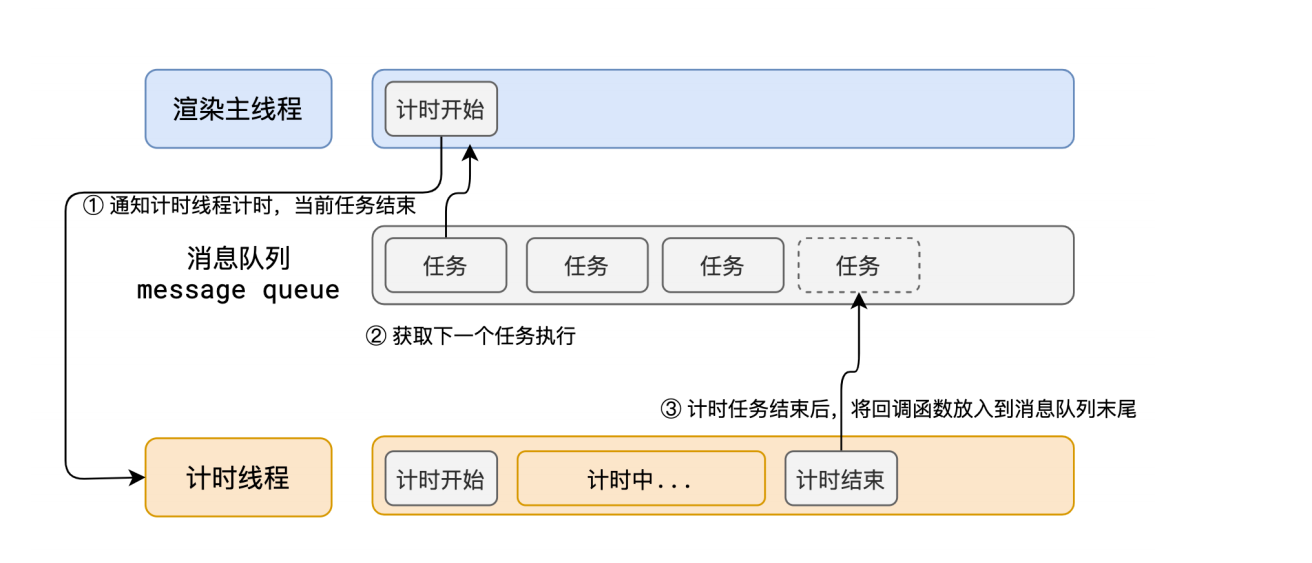 渲染主线程
计时开始
① 通知计时线程计时，当前任务结束
消息队列
message queue
任务
任务
任务
任务
② 获取下一个任务执行
③ 计时任务结束后，将回调函数放入到消息队列末尾
计时线程
计时开始
计时中...
计时结束